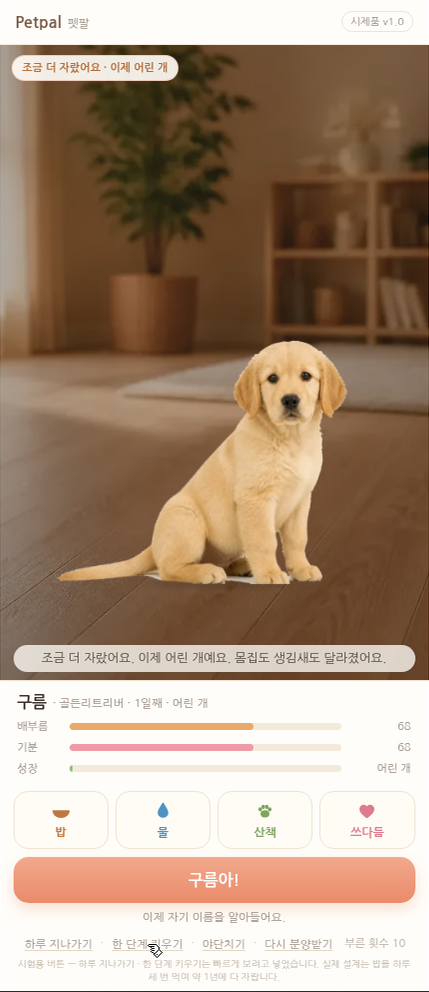 Petpal 펫팔
시제품 v1.0
조금 더 자랐어요 · 이제 어린 개
조금 더 자랐어요. 이제 어린 개예요. 몸집도 생김새도 달라졌어요.
구름 · 골든리트리버 · 1일째 · 어린 개
배부름 68
기분 68
성장 어린 개
밥 물 산책 쓰다듬
구름아!
이제 자기 이름을 알아들어요.
하루 지나가기 · 한 단계 키우기 · 야단치기 · 다시 분양받기 부른 횟수 10
시험용 버튼 — 하루 지나가기 · 한 단계 키우기는 빠르게 보려고 넣었습니다. 실제 설계는 밥을 하루
세 번 먹여 약 1년에 다 자랍니다.